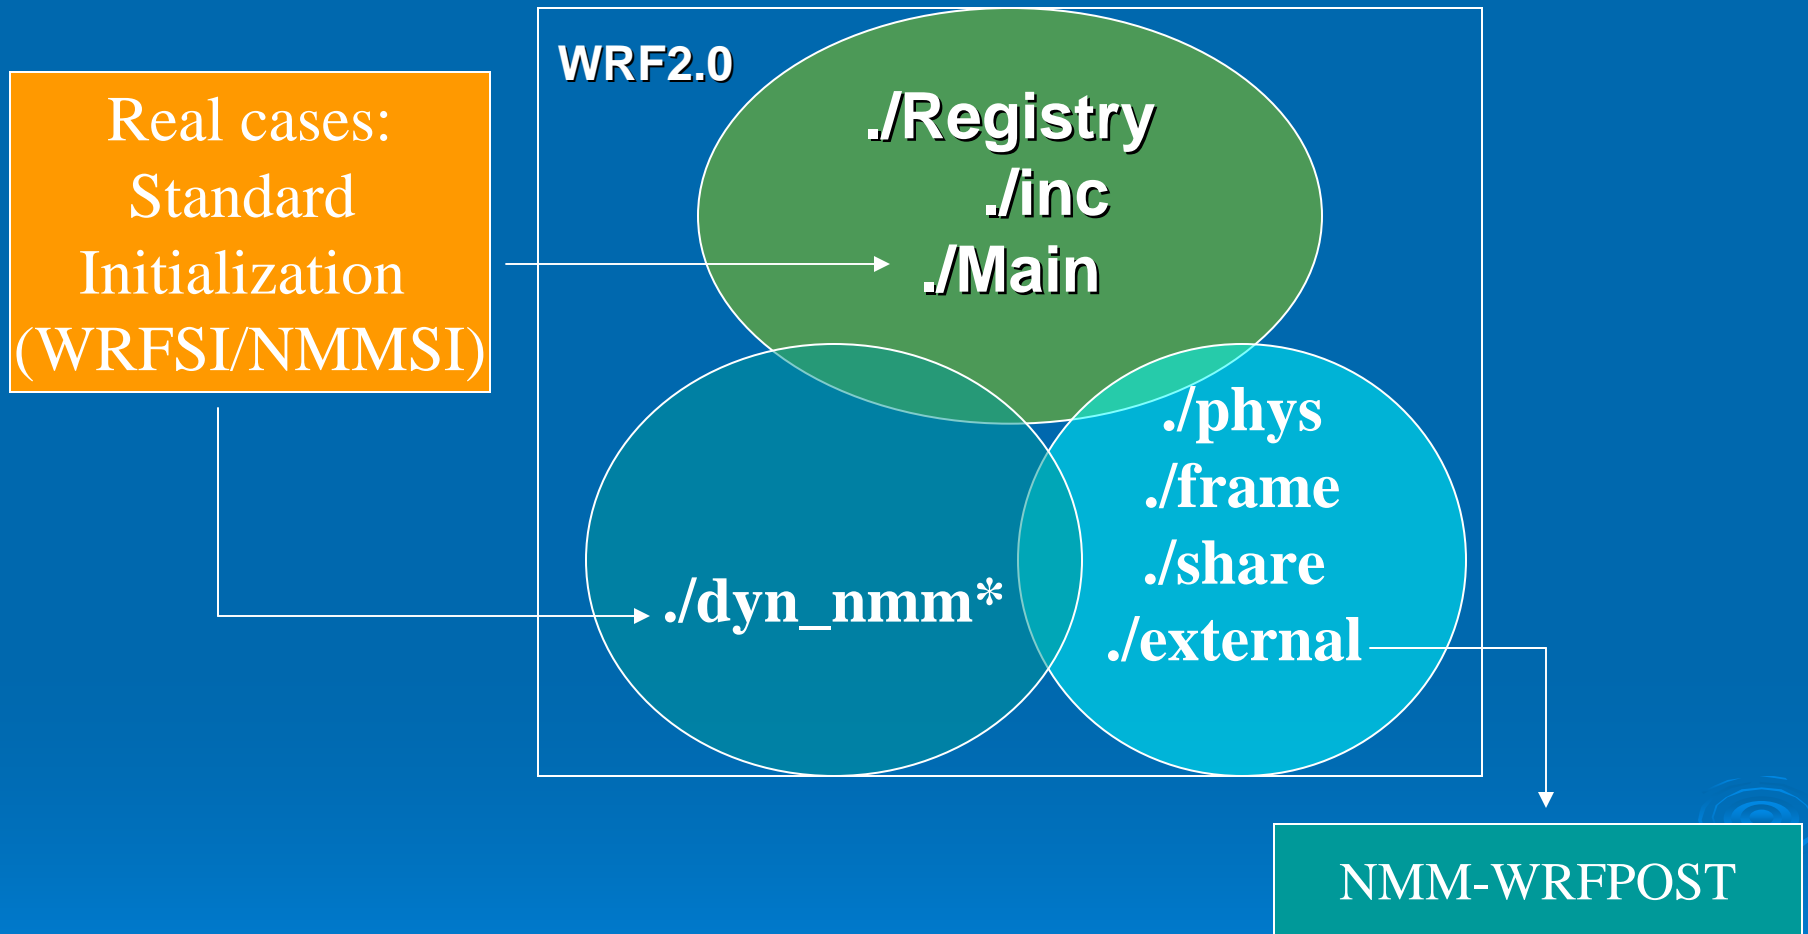 WRF2.0
Real cases:
Standard
Initialization
(WRFSI/NMMSI)
./Registry
./inc
./Main
./phys
./frame
./share
./external
./dyn_nmm*
NMM-WRFPOST